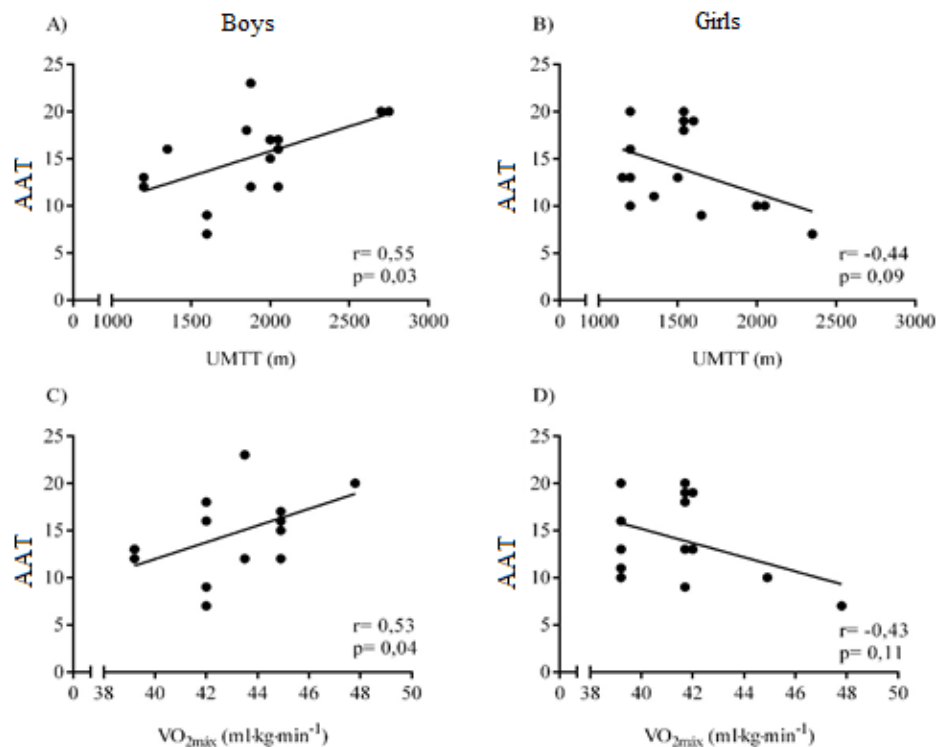 A) Boys
B) Girls
25
20
15
10
5
0
AAT
0 1000 1500 2000 2500 3000
UMTT (m)
r= 0,55
p= 0,03
25
20
15
10
5
0
AAT
0 1000 1500 2000 2500 3000
UMTT (m)
r= -0,44
p= 0,09
C)
25
20
15
10
5
0
AAT
0 38 40 42 44 46 48 50
VO2máx (ml·kg·min-1)
r= 0,53
p= 0,04
D)
25
20
15
10
5
0
AAT
0 38 40 42 44 46 48 50
VO2máx (ml·kg·min-1)
r= -0,43
p= 0,11